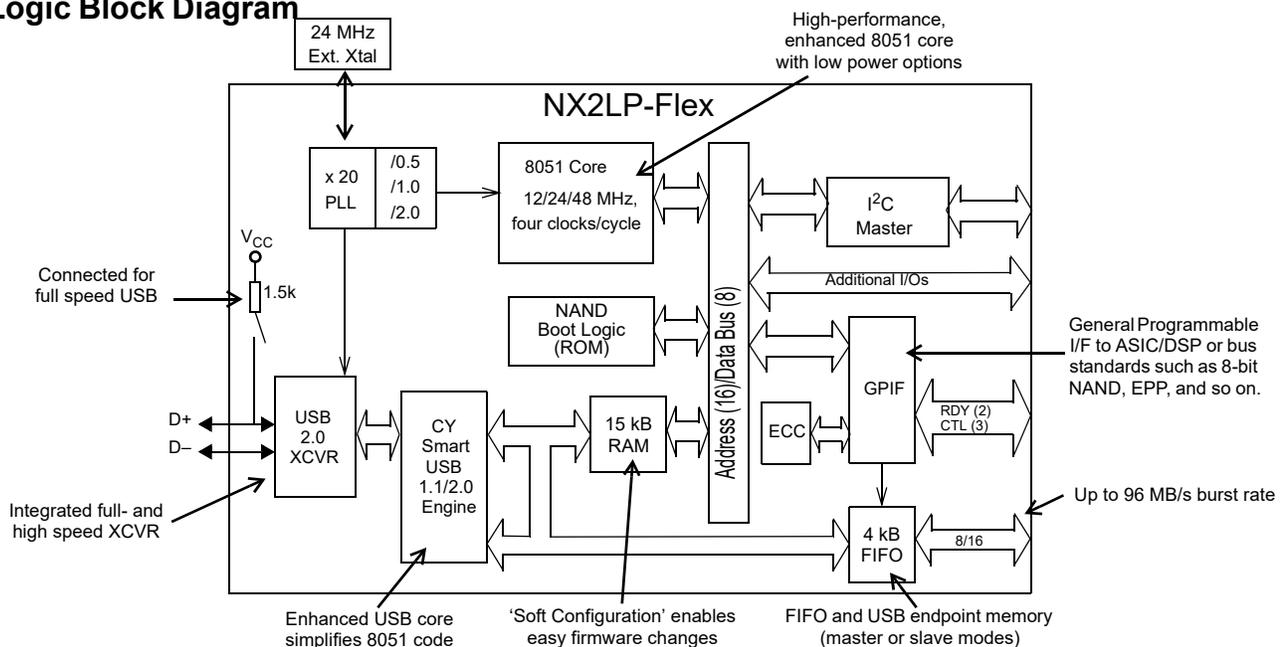 Logic Block Diagram
24 MHz
Ext. Xtal
High-performance,
enhanced 8051 core
with low power options
NX2LP-Flex
x 20
PLL
/0.5
/1.0
/2.0
8051 Core
12/24/48 MHz,
four clocks/cycle
I2C
Master
VCC
1.5k
Connected for
full speed USB
Additional I/Os
NAND
Boot Logic
(ROM)
Address (16)/Data Bus (8)
General Programmable
I/F to ASIC/DSP or bus
standards such as 8-bit
NAND, EPP, and so on.
GPIF
RDY (2)
CTL (3)
ECC
D+
D–
USB
2.0
XCVR
CY
Smart
USB
1.1/2.0
Engine
15 kB
RAM
Integrated full- and
high speed XCVR
Up to 96 MB/s burst rate
4 kB
FIFO
8/16
Enhanced USB core
simplifies 8051 code
‘Soft Configuration’ enables
easy firmware changes
FIFO and USB endpoint memory
(master or slave modes)